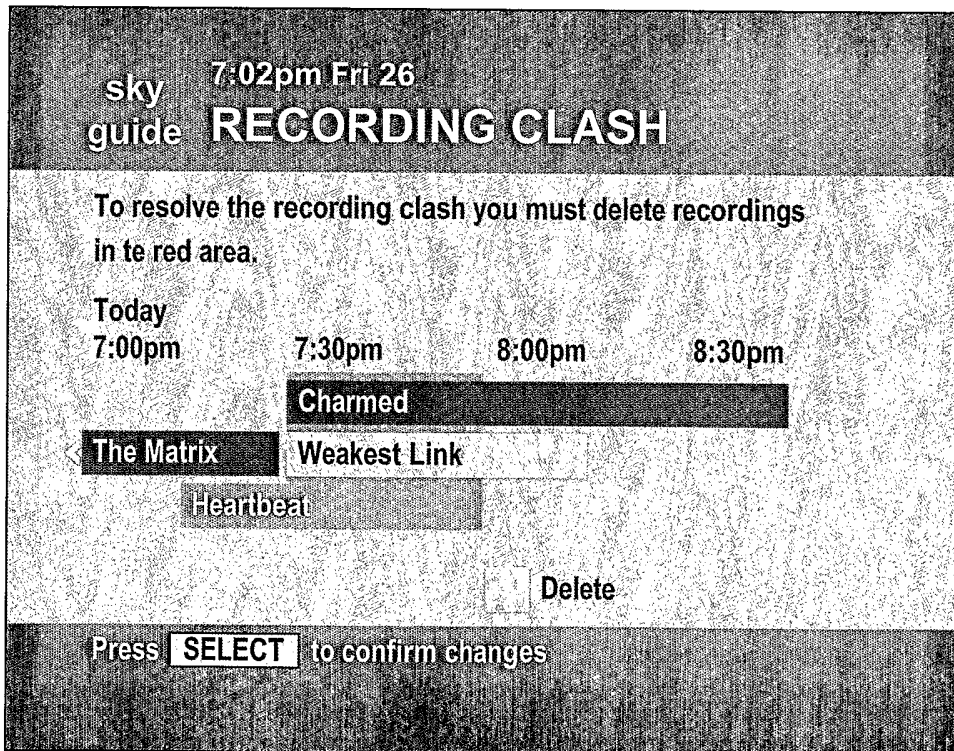 sky guide
7:02pm Fri 26
RECORDING CLASH
To resolve the recording clash you must delete recordings
in te red area.
Today
7:00pm 7:30pm 8:00pm 8:30pm
Charmed
The Matrix Weakest Link
Heartbeat
Delete
Press SELECT to confirm changes